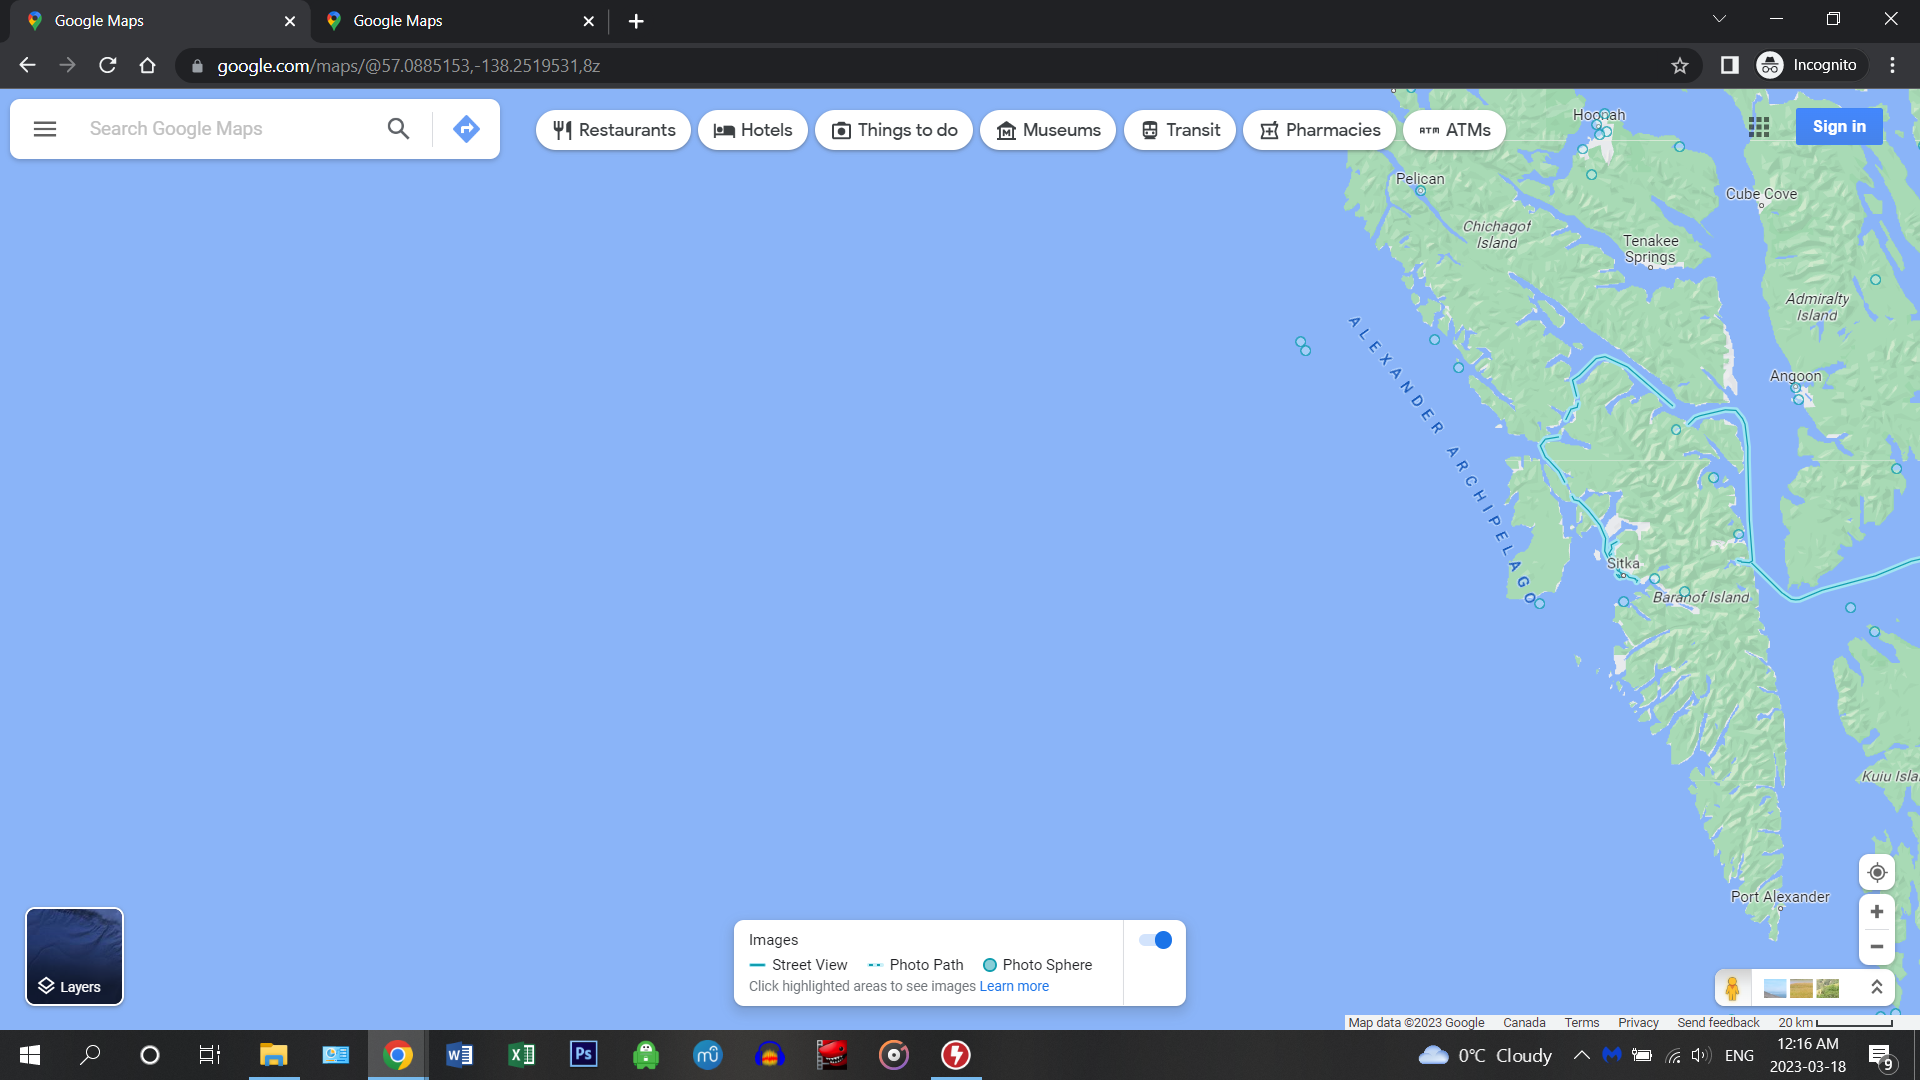 Google Maps
Google Maps
google.com/maps/@57.0885153,-138.2519531,8z
Incognito
Search Google Maps
Restaurants
Hotels
Things to do
Museums
Transit
Pharmacies
ATM ATMs
Sign in
Hoonah
Pelican
Cube Cove
Chichagof
Island
Tenakee
Springs
Admiralty
Island
ALEXANDER ARCHIPELAGO
Angoon
Sitka
Baranof Island
Kuiu Isla
Port Alexander
Layers
Images
Street View
Photo Path
Photo Sphere
Click highlighted areas to see images Learn more
Map data ©2023 Google
Canada
Terms
Privacy
Send feedback
20 km
W
X
Ps
mü
0°C Cloudy
ENG
12:16 AM
2023-03-18
9